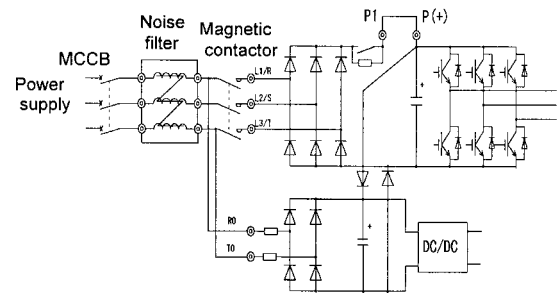 P1 P(+)
Noise filter
Magnetic contactor
MCCB
Power supply
L1/R
L2/S
L3/T
+
R0
T0
+
DC/DC